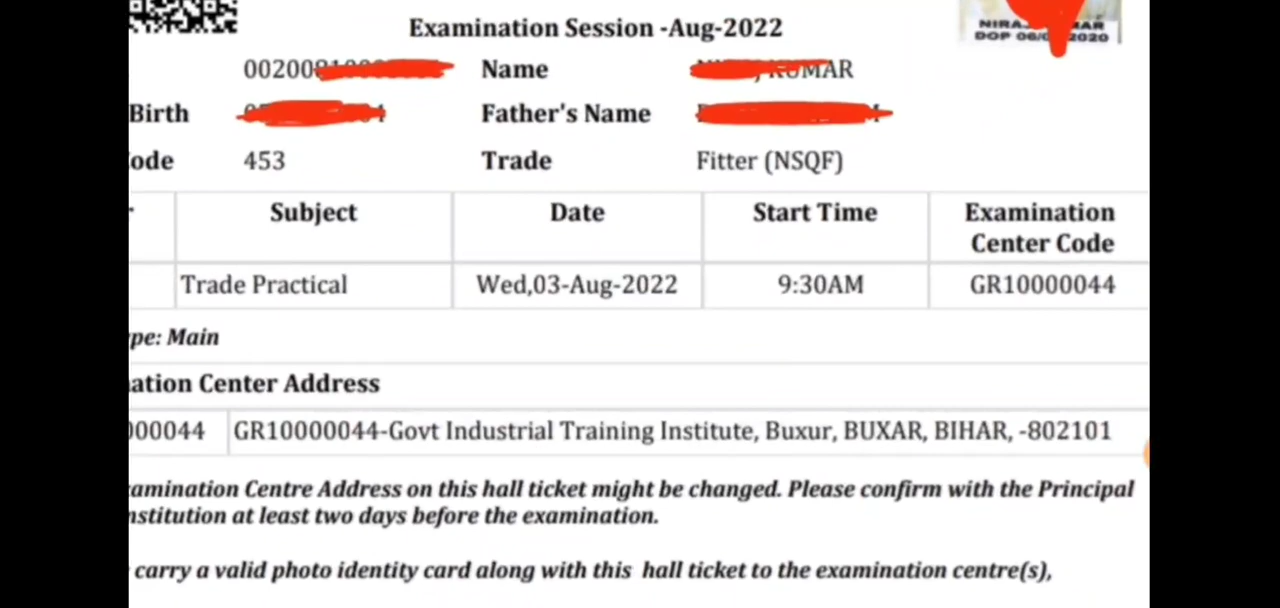 Examination Session -Aug-2022
DOP 2020
Name KUMAR
Birth Father's Name
ode 453 Trade Fitter (NSQF)
Subject Date Start Time Examination Center Code
Trade Practical Wed,03-Aug-2022 9:30AM GR10000044
pe: Main
ation Center Address
000044 GR10000044-Govt Industrial Training Institute, Buxur, BUXAR, BIHAR, -802101
amination Centre Address on this hall ticket might be changed. Please confirm with the Principal
nstitution at least two days before the examination.
carry a valid photo identity card along with this hall ticket to the examination centre(s),